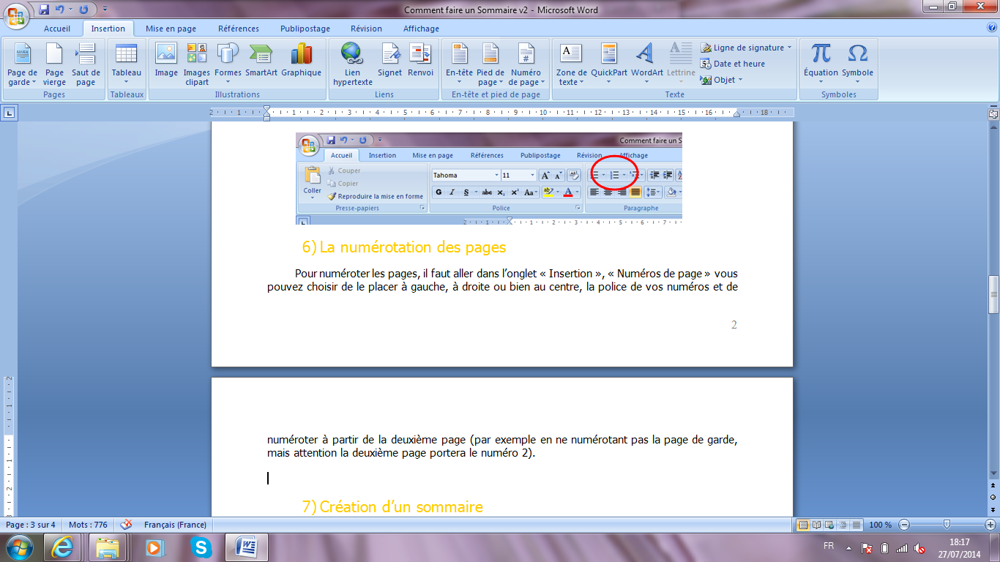 Comment faire un Sommaire v2 - Microsoft Word
Accueil Insertion Mise en page Références Publipostage Révision Affichage
Page de garde Page vierge Saut de page
Tableau
Image Images clipart Formes SmartArt Graphique
Lien hypertexte Signet Renvoi
En-tête Pied de page Numéro de page
Zone de texte QuickPart WordArt Lettrine
Ligne de signature
Date et heure
Objet
Équation Symbole
Pages Tableaux Illustrations Liens En-tête et pied de page Texte Symboles
2 1 1 2 3 4 5 6 7 8 9 10 11 12 13 14 15 16 18
Comment faire un S
Accueil Insertion Mise en page Références Publipostage Révision Affichage
Coller
Couper
Copier
Reproduire la mise en forme
Tahoma 11
G I S abc x₂ x² Aa
Presse-papiers Police Paragraphe
2 1 1 2 3 4 5 6 7
6) La numérotation des pages
Pour numéroter les pages, il faut aller dans l’onglet « Insertion », « Numéros de page » vous
pouvez choisir de le placer à gauche, à droite ou bien au centre, la police de vos numéros et de
2
numéroter à partir de la deuxième page (par exemple en ne numérotant pas la page de garde,
mais attention la deuxième page portera le numéro 2).
7) Création d’un sommaire
Page : 3 sur 4 Mots : 776 Français (France) 100 %
FR 18:17
27/07/2014